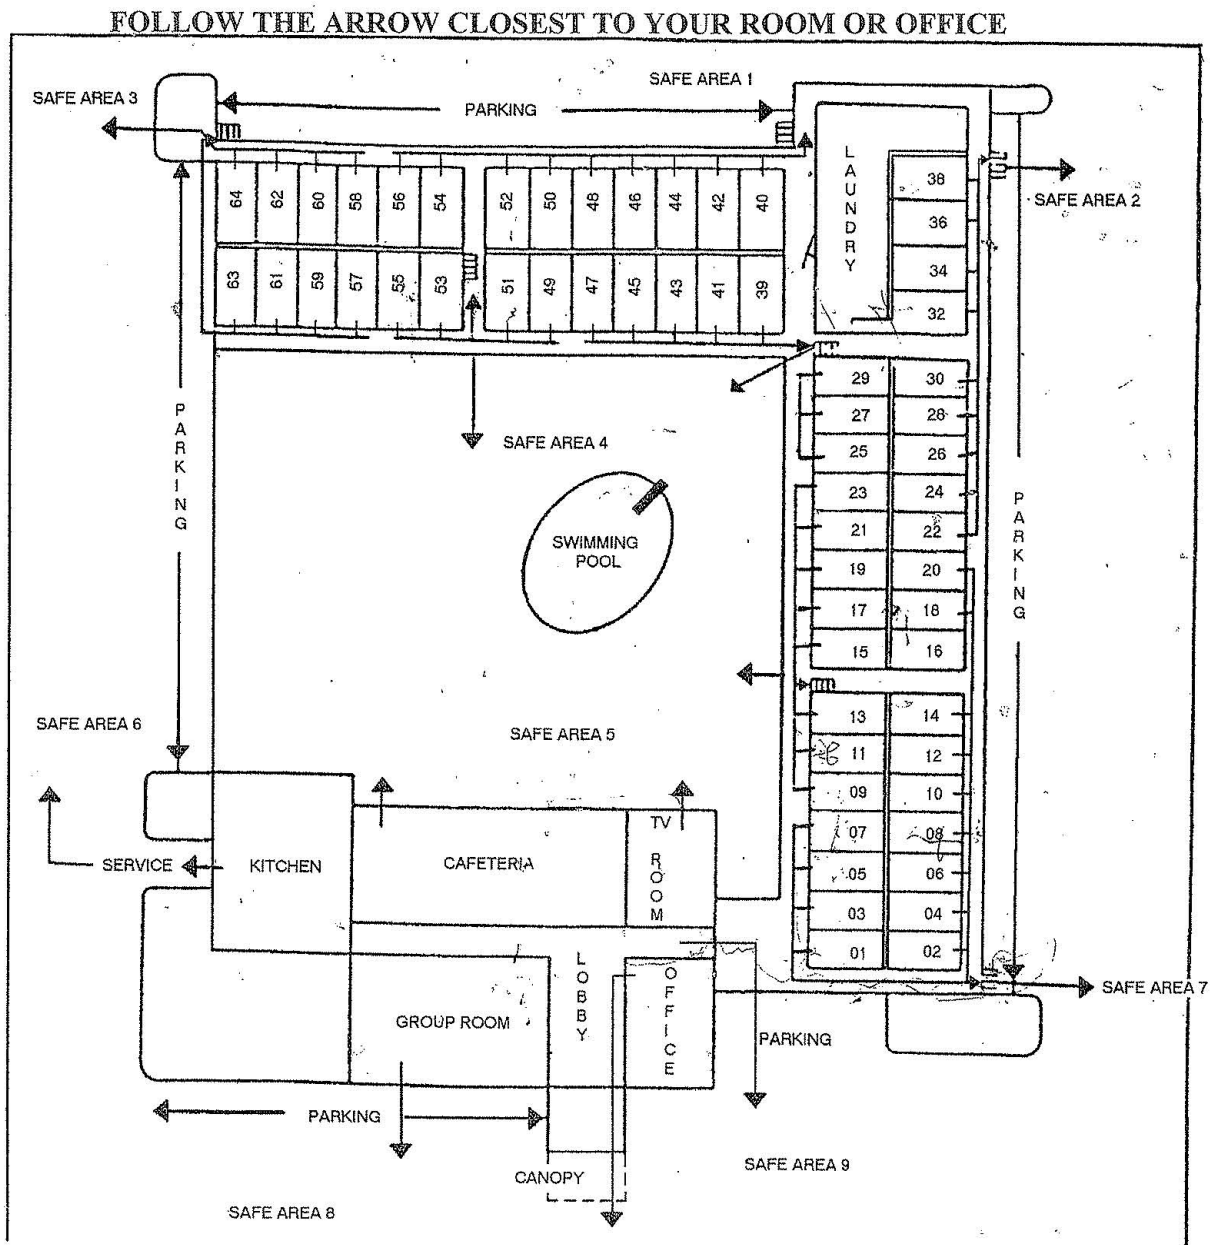 FOLLOW THE ARROW CLOSEST TO YOUR ROOM OR OFFICE
SAFE AREA 1
SAFE AREA 3
PARKING
LAUNDRY
SAFE AREA 2
64 62 60 58 56 54 52 50 48 46 44 42 40
63 61 59 57 55 53 51 49 47 45 43 41 39
38
36
34
32
29 30
27 28
25 26
23 24
21 22
19 20
17 18
15 16
13 14
11 12
09 10
07 08
05 06
03 04
01 02
PARKING
PARKING
SAFE AREA 4
SWIMMING
POOL
SAFE AREA 6
SAFE AREA 5
SERVICE
KITCHEN
CAFETERIA
TV
ROOM
LOBBY
OFFICE
GROUP ROOM
SAFE AREA 7
PARKING
PARKING
CANOPY
SAFE AREA 9
SAFE AREA 8